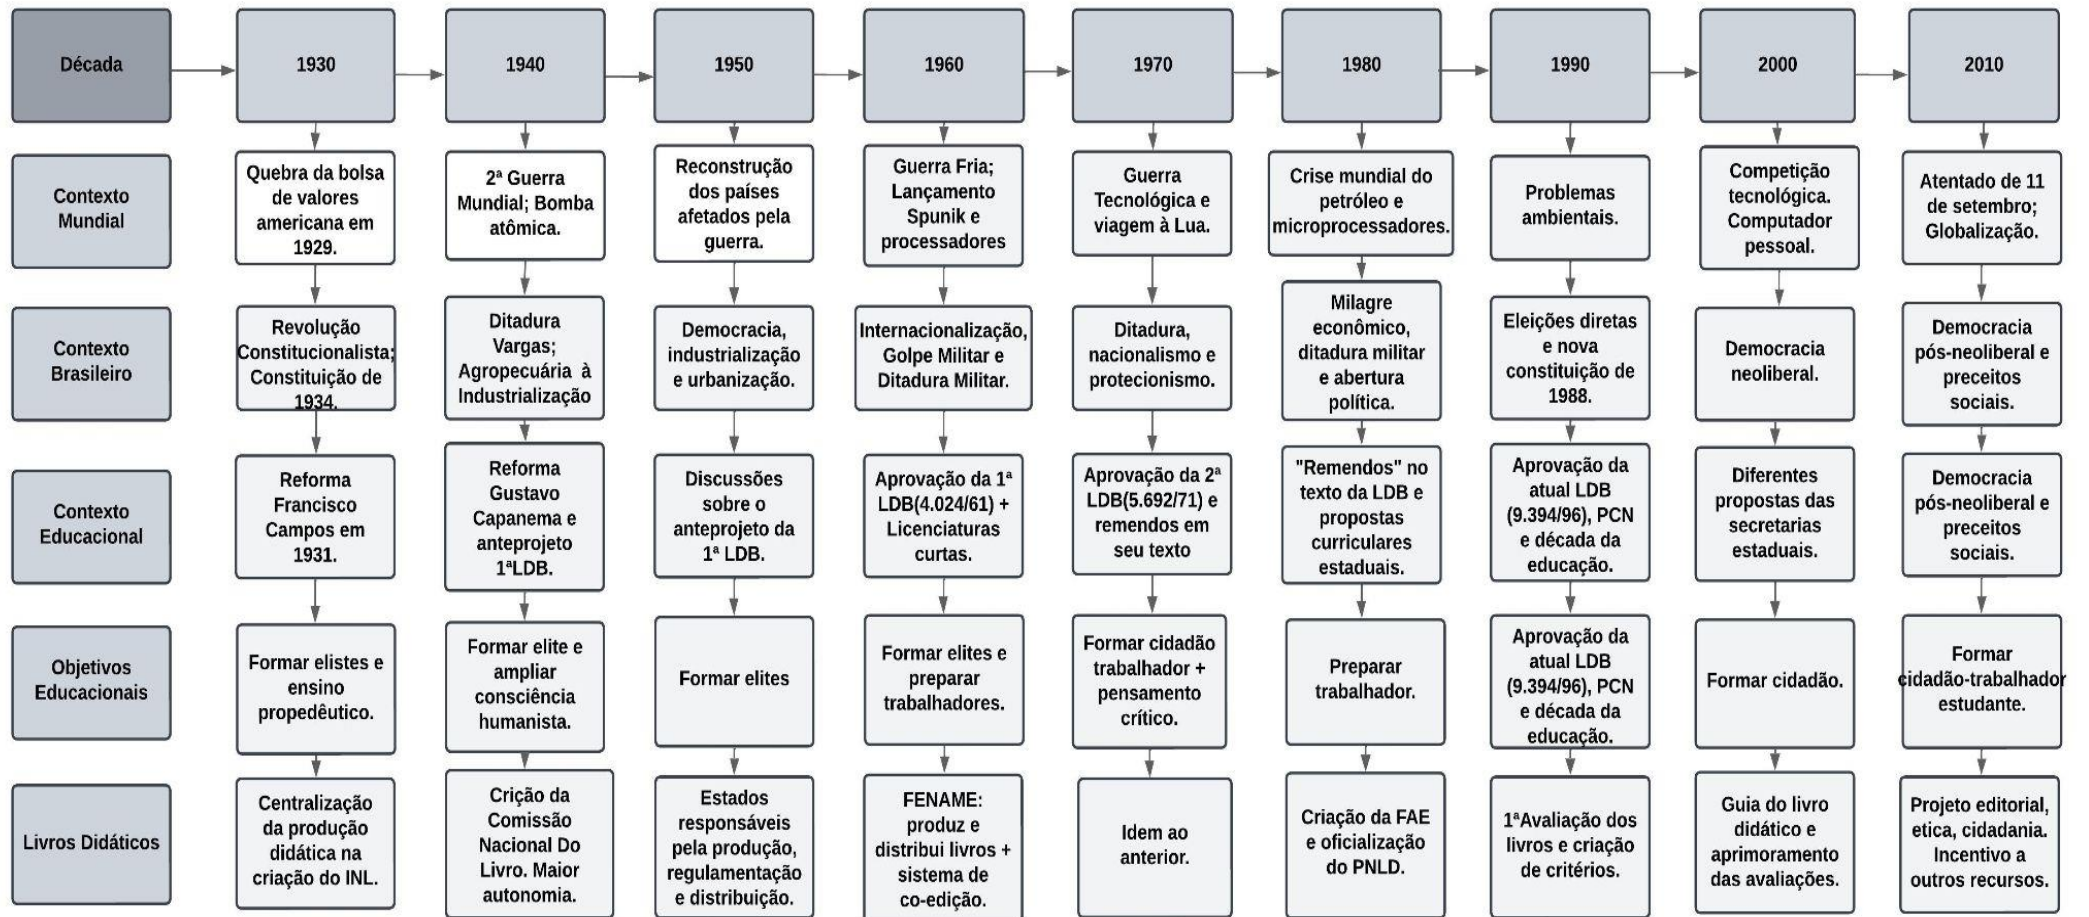 Década
1930
1940
1950
1960
1970
1980
1990
2000
2010
Contexto
Mundial
Quebra da bolsa
de valores
americana em
1929.
2ª Guerra
Mundial; Bomba
atômica.
Reconstrução
dos países
afetados pela
guerra.
Guerra Fria;
Lançamento
Spunik e
processadores
Guerra
Tecnológica e
viagem à Lua.
Crise mundial do
petróleo e
microprocessadores.
Problemas
ambientais.
Competição
tecnológica.
Computador
pessoal.
Atentado de 11
de setembro;
Globalização.
Contexto
Brasileiro
Revolução
Constitucionalista;
Constituição de
1934.
Ditadura
Vargas;
Agropecuária à
Industrialização
Democracia,
industrialização
e urbanização.
Internacionalização,
Golpe Militar e
Ditadura Militar.
Ditadura,
nacionalismo e
protecionismo.
Milagre
econômico,
ditadura militar
e abertura
política.
Eleições diretas
e nova
constituição de
1988.
Democracia
neoliberal.
Democracia
pós-neoliberal e
preceitos
sociais.
Contexto
Educacional
Reforma
Francisco
Campos em
1931.
Reforma
Gustavo
Capanema e
anteprojeto
1ªLDB.
Discussões
sobre o
anteprojeto da
1ª LDB.
Aprovação da 1ª
LDB(4.024/61) +
Licenciaturas
curtas.
Aprovação da 2ª
LDB(5.692/71) e
remendos em
seu texto
"Remendos" no
texto da LDB e
propostas
curriculares
estaduais.
Aprovação da
atual LDB
(9.394/96), PCN
e década da
educação.
Diferentes
propostas das
secretarias
estaduais.
Democracia
pós-neoliberal e
preceitos
sociais.
Objetivos
Educacionais
Formar elistes e
ensino
propedêutico.
Formar elite e
ampliar
consciência
humanista.
Formar elites
Formar elites e
preparar
trabalhadores.
Formar cidadão
trabalhador +
pensamento
crítico.
Preparar
trabalhador.
Aprovação da
atual LDB
(9.394/96), PCN
e década da
educação.
Formar cidadão.
Formar
cidadão-trabalhador
estudante.
Livros Didáticos
Centralização
da produção
didática na
criação do INL.
Crição da
Comissão
Nacional Do
Livro. Maior
autonomia.
Estados
responsáveis
pela produção,
regulamentação
e distribuição.
FENAME:
produz e
distribui livros +
sistema de
co-edição.
Idem ao
anterior.
Criação da FAE
e oficialização
do PNLD.
1ªAvaliação dos
livros e criação
de critérios.
Guia do livro
didático e
aprimoramento
das avaliações.
Projeto editorial,
etica, cidadania.
Incentivo a
outros recursos.